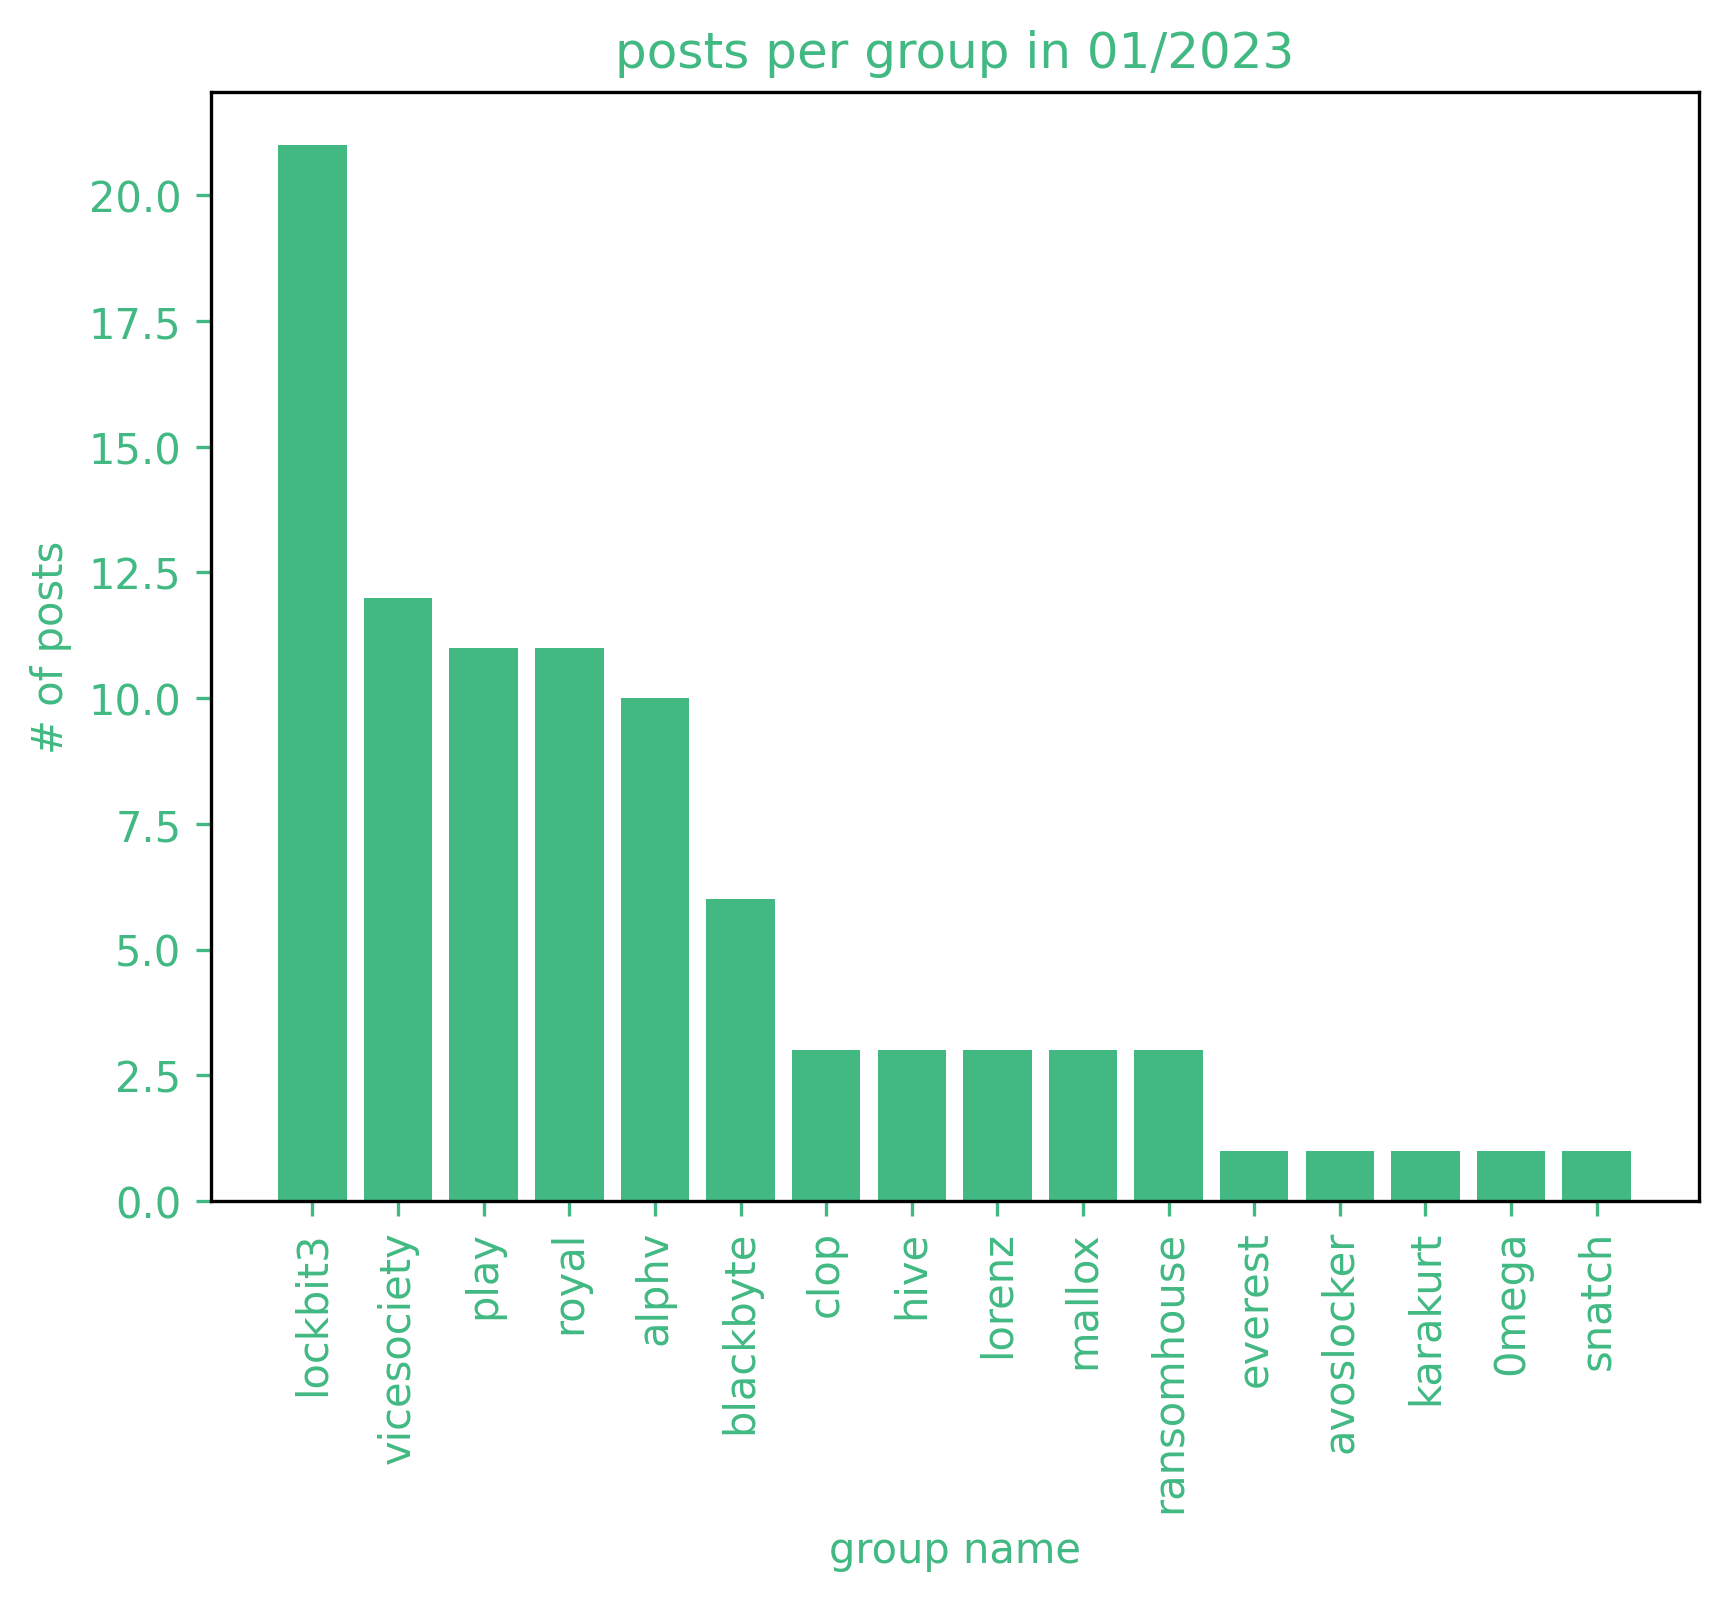 posts per group in 01/2023
# of posts
20.0
17.5
15.0
12.5
10.0
7.5
5.0
2.5
0.0
lockbit3
vicesociety
play
royal
alphv
blackbyte
clop
hive
lorenz
mallox
ransomhouse
everest
avoslocker
karakurt
0mega
snatch
group name